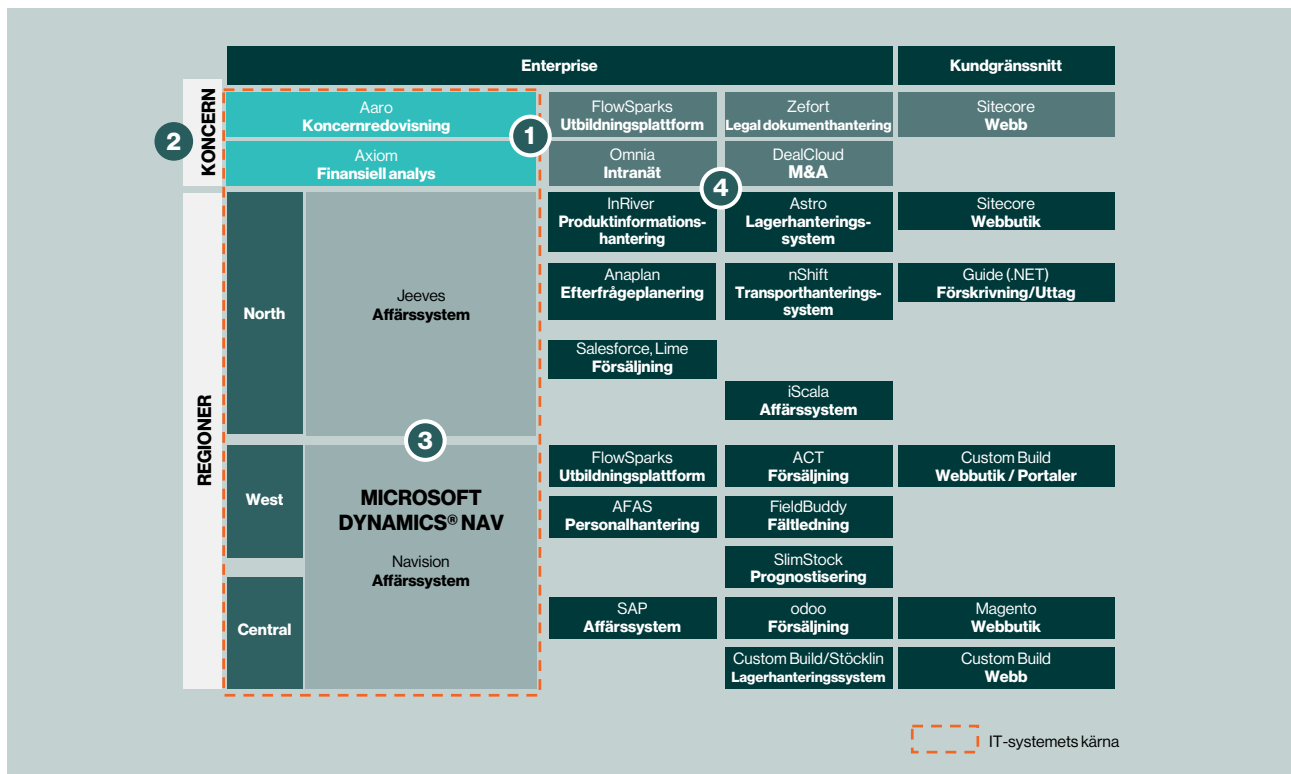 Enterprise
Kundgränssnitt
KONCERN
2
Aaro
Koncernredovisning
1
FlowSparks
Utbildningsplattform
Zefort
Legal dokumenthantering
Sitecore
Webb
Axiom
Finansiell analys
Omnia
Intranät
DealCloud
M&A
4
REGIONER
North
Jeeves
Affärssystem
InRiver
Produktinformations-
hantering
Astro
Lagerhanterings-
system
Sitecore
Webbutik
Anaplan
Efterfrågeplanering
nShift
Transporthanterings-
system
Guide (.NET)
Förskrivning/Uttag
Salesforce, Lime
Försäljning
iScala
Affärssystem
3
West
MICROSOFT
DYNAMICS® NAV
Navision
Affärssystem
FlowSparks
Utbildningsplattform
ACT
Försäljning
Custom Build
Webbutik / Portaler
AFAS
Personalhantering
FieldBuddy
Fältledning
SlimStock
Prognostisering
Central
SAP
Affärssystem
odoo
Försäljning
Magento
Webbutik
Custom Build/Stöcklin
Lagerhanteringssystem
Custom Build
Webb
IT-systemets kärna